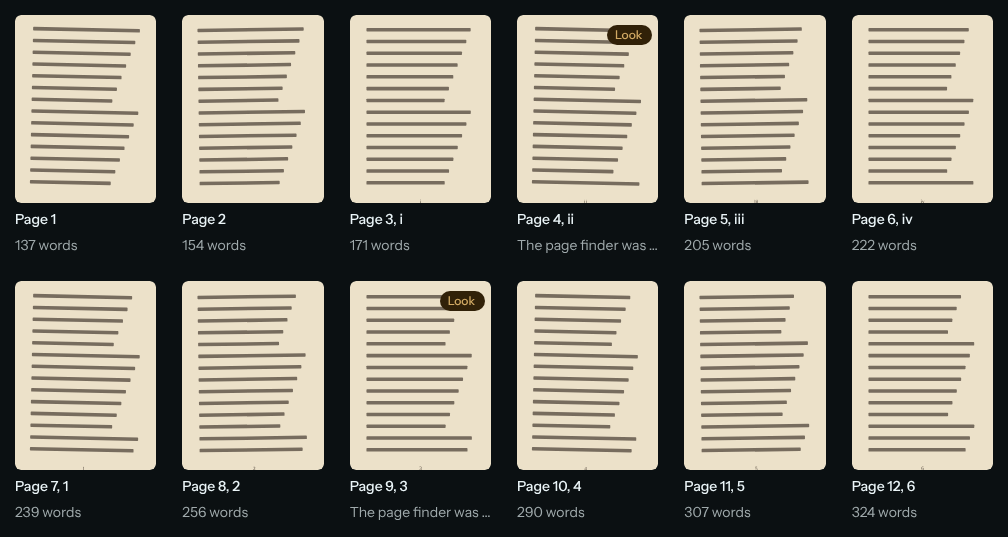 Look
Page 1
Page 2
Page 3, i
Page 4, ii
Page 5, iii
Page 6, iv
137 words
154 words
171 words
The page finder was ...
205 words
222 words
Look
Page 7, 1
Page 8, 2
Page 9, 3
Page 10, 4
Page 11, 5
Page 12, 6
239 words
256 words
The page finder was ...
290 words
307 words
324 words